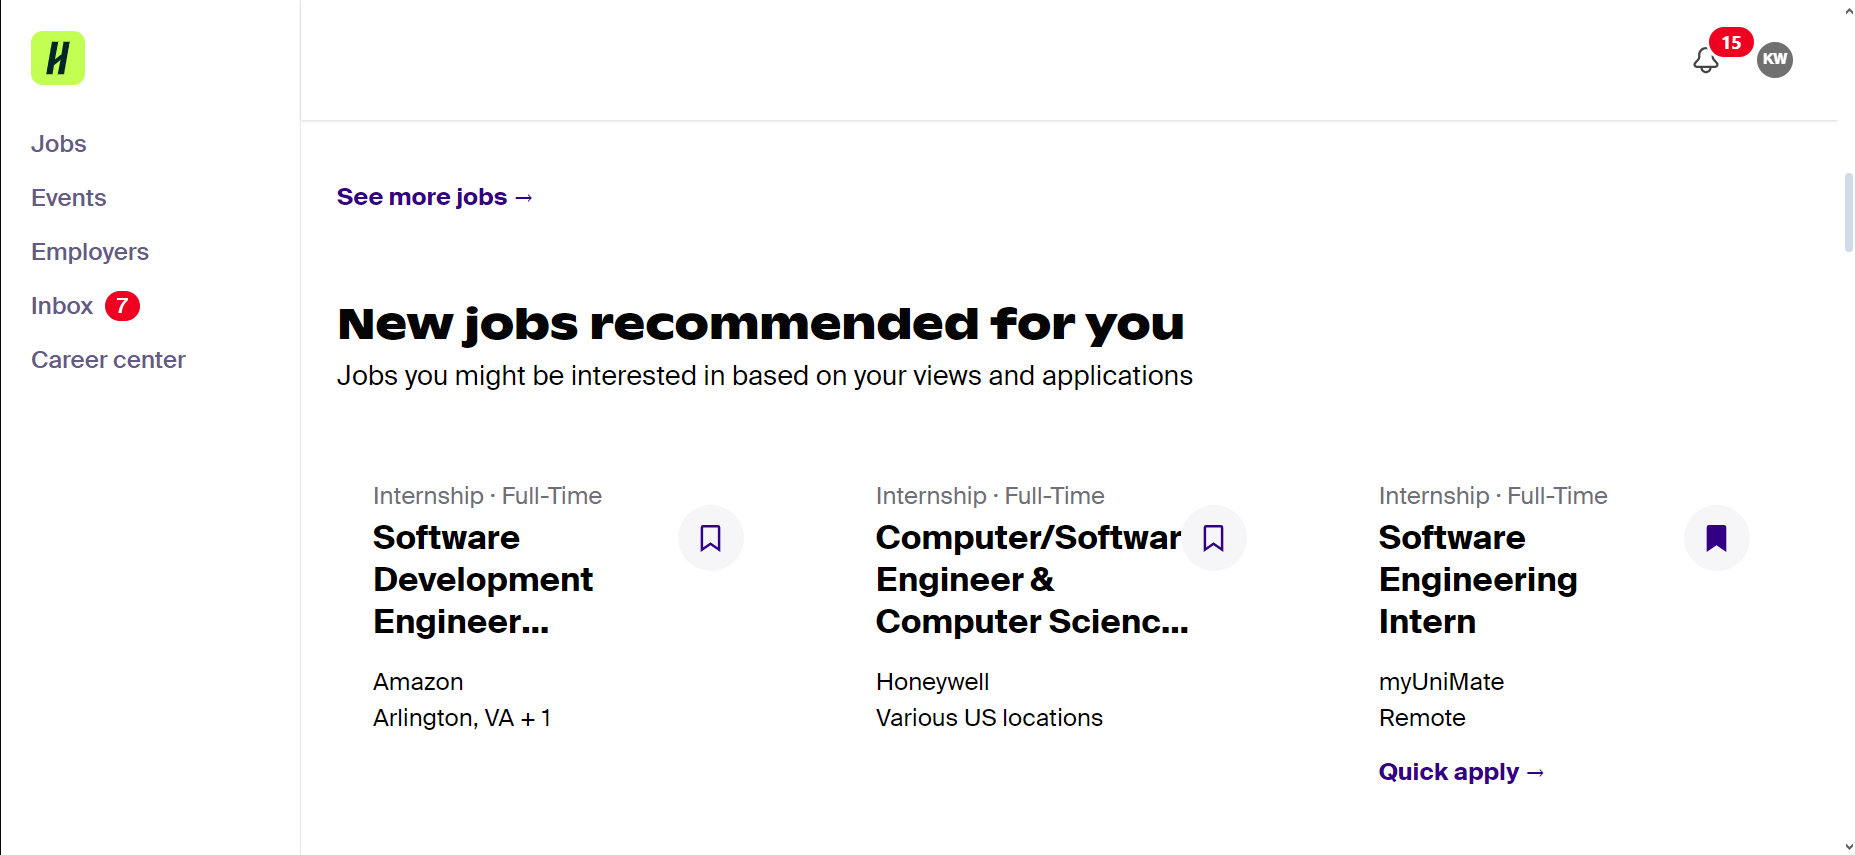 H
15
KW
Jobs
Events
Employers
Inbox 7
Career center
See more jobs →
New jobs recommended for you
Jobs you might be interested in based on your views and applications
Internship · Full-Time
Software
Development
Engineer...
Amazon
Arlington, VA + 1
Internship · Full-Time
Computer/Softwar
Engineer &
Computer Scienc...
Honeywell
Various US locations
Internship · Full-Time
Software
Engineering
Intern
myUniMate
Remote
Quick apply →